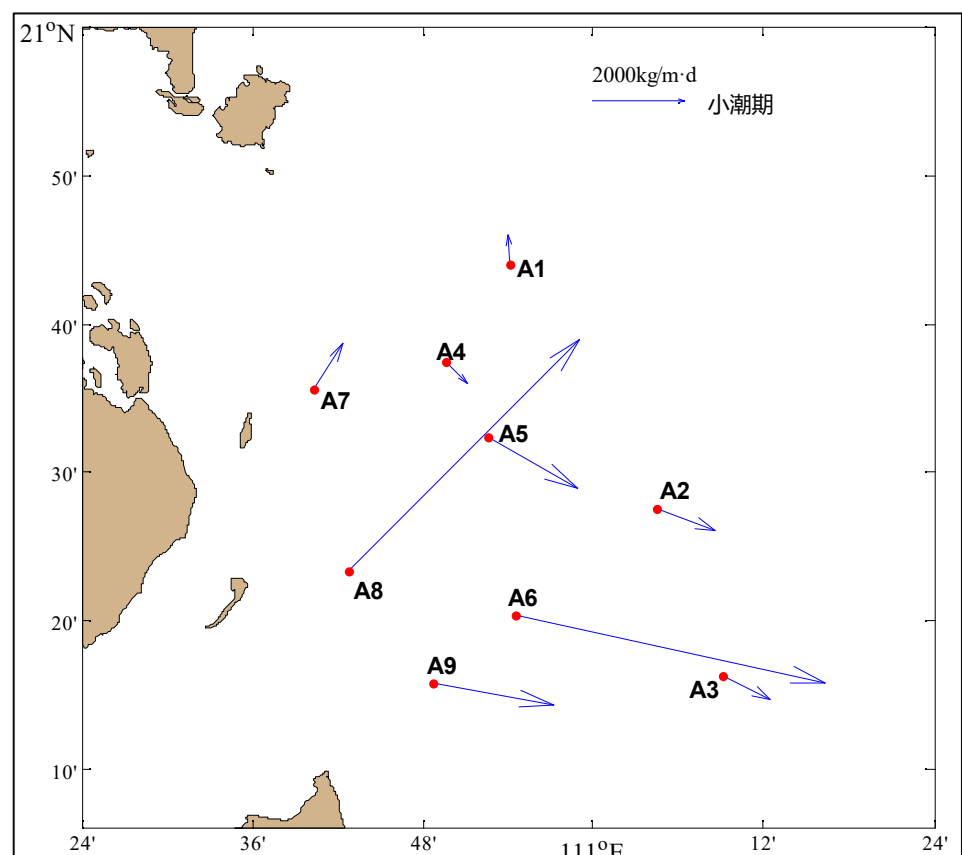 21°N
2000kg/m·d
小潮期
50'
A1
40'
A4
A7
A5
30'
A2
A8
A6
20'
A9
A3
10'
24'
36'
48'
111°E
12'
24'